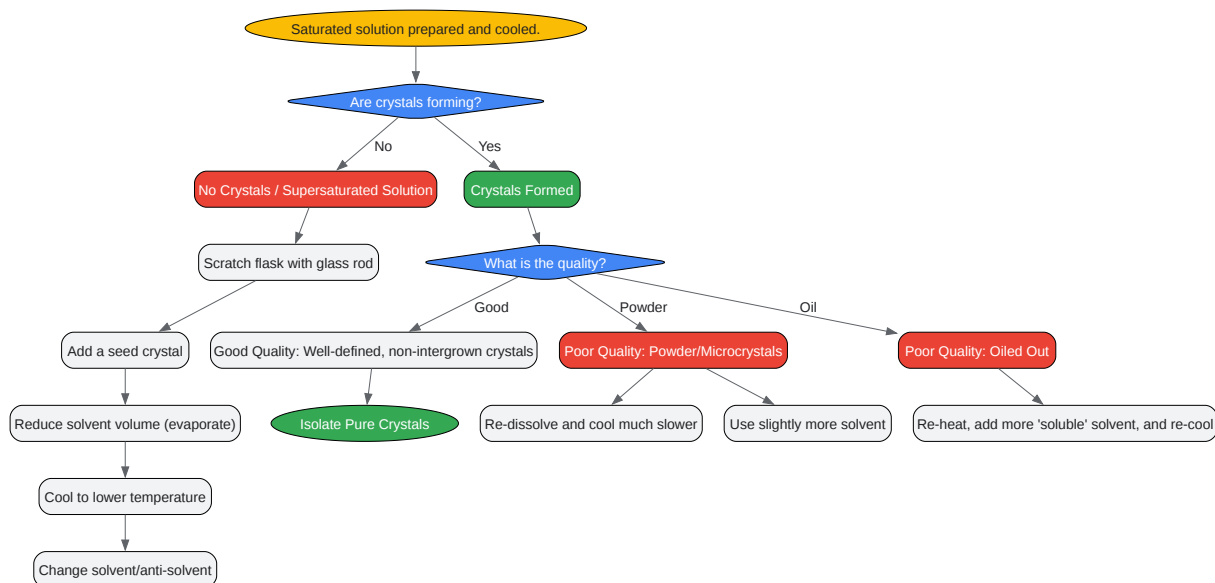 Saturated solution prepared and cooled.
Are crystals forming?
No
Yes
No Crystals / Supersaturated Solution
Crystals Formed
Scratch flask with glass rod
What is the quality?
Good
Powder
Oil
Add a seed crystal
Good Quality: Well-defined, non-intergrown crystals
Poor Quality: Powder/Microcrystals
Poor Quality: Oiled Out
Reduce solvent volume (evaporate)
Isolate Pure Crystals
Re-dissolve and cool much slower
Use slightly more solvent
Re-heat, add more 'soluble' solvent, and re-cool
Cool to lower temperature
Change solvent/anti-solvent